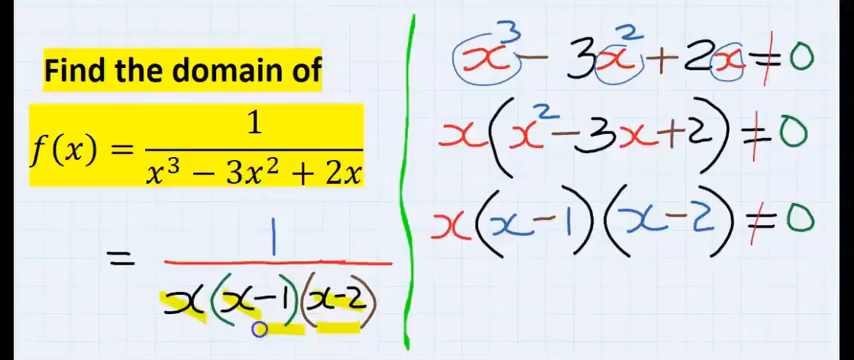 Find the domain of
f(x) = 1 / (x³ − 3x² + 2x)
= 1 / x(x−1)(x−2)
x³ − 3x² + 2x ≠ 0
x(x² − 3x + 2) ≠ 0
x(x−1)(x−2) ≠ 0